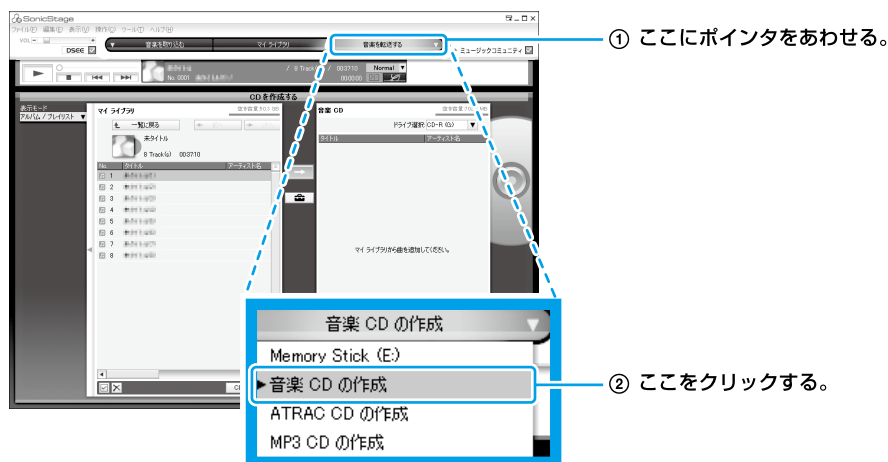 SonicStage
ファイル(F) 編集(E) 表示(V) 操作(O) ツール(T) ヘルプ(H)
VOL
DSEE
音楽を取り込む
マイ ライブラリ
音楽を転送する
ミュージックコミュニティ
① ここにポインタをあわせる。
No. 0001
/ 8 Track(s) / 003710
Normal
000000
CDを作成する
表示モード
アルバム / プレイリスト
マイ ライブラリ
一覧に戻る
未タイトル
8 Track(s) 003710
No. タイトル アーティスト名
1
2
3
4
5
6
7
8
音楽 CD
ドライブ選択 CD-R (G:)
タイトル アーティスト名
マイ ライブラリから曲を追加してください。
音楽 CD の作成
Memory Stick (E:)
音楽 CD の作成
ATRAC CD の作成
MP3 CD の作成
② ここをクリックする。